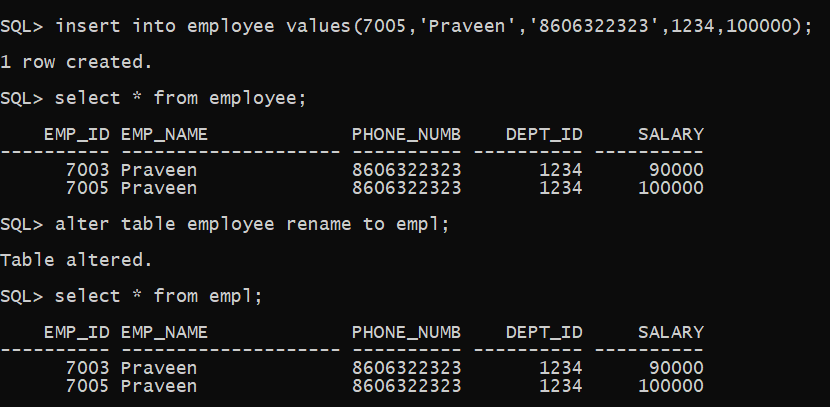 SQL> insert into employee values(7005,'Praveen','8606322323',1234,100000);
1 row created.
SQL> select * from employee;
    EMP_ID EMP_NAME             PHONE_NUMB    DEPT_ID     SALARY
---------- -------------------- ---------- ---------- ----------
      7003 Praveen              8606322323       1234      90000
      7005 Praveen              8606322323       1234     100000
SQL> alter table employee rename to empl;
Table altered.
SQL> select * from empl;
    EMP_ID EMP_NAME             PHONE_NUMB    DEPT_ID     SALARY
---------- -------------------- ---------- ---------- ----------
      7003 Praveen              8606322323       1234      90000
      7005 Praveen              8606322323       1234     100000